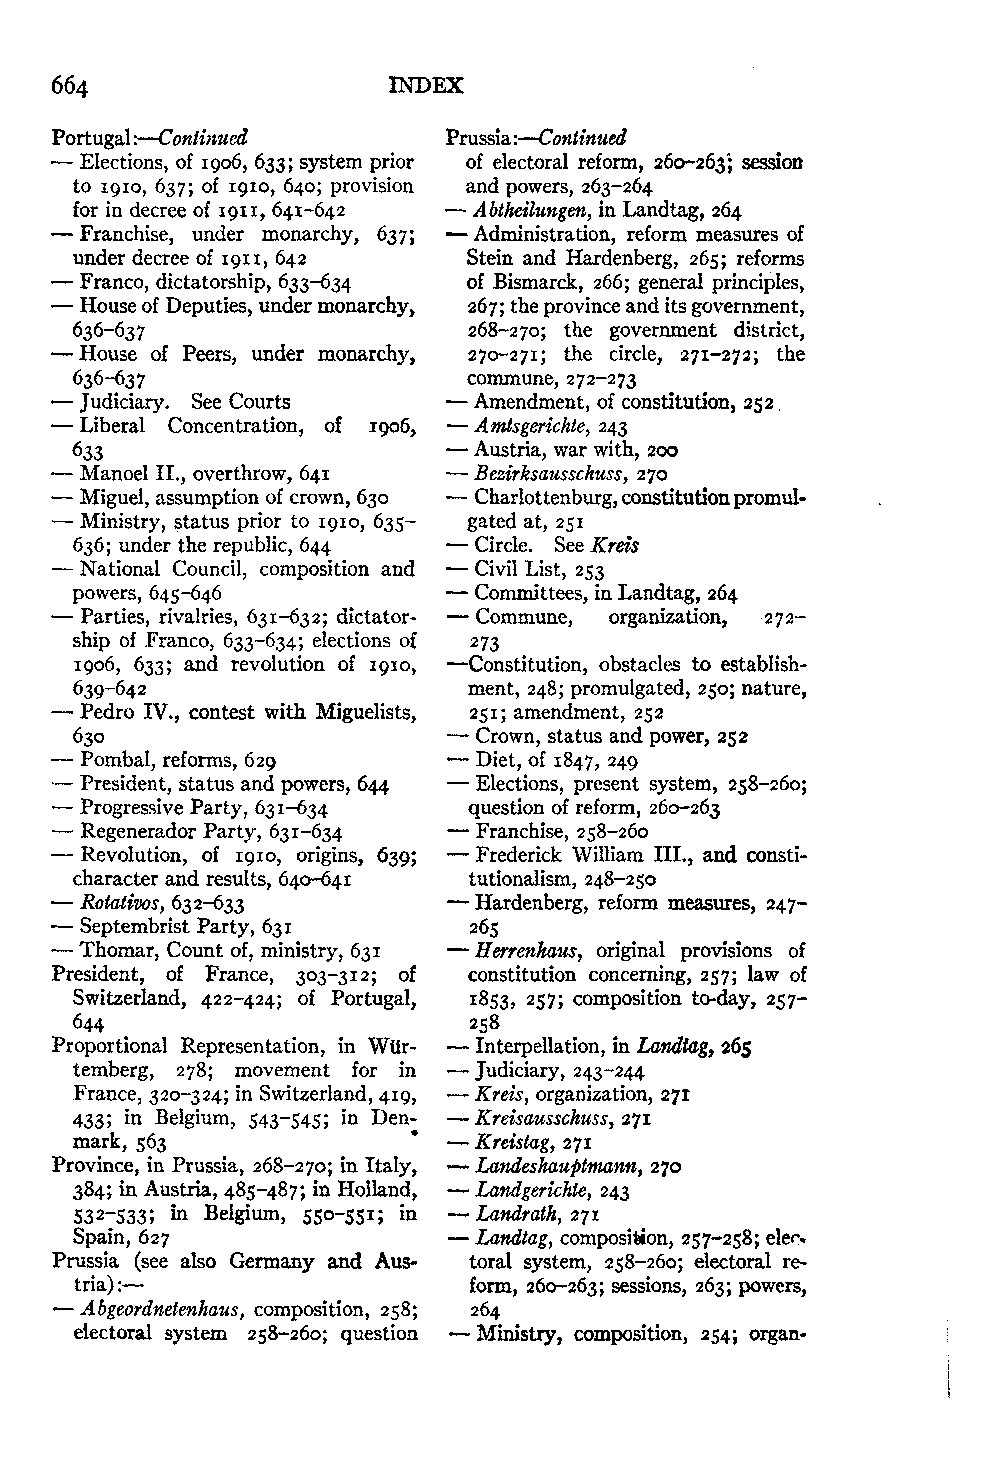 664 INDEX
Portugal:—Continued
— Elections, of 1906, 633; system prior
to 1910, 637; of 1910, 640; provision
for in decree of 1911, 641–642
— Franchise, under monarchy, 637;
under decree of 1911, 642
— Franco, dictatorship, 633–634
— House of Deputies, under monarchy,
636–637
— House of Peers, under monarchy,
636–637
— Judiciary. See Courts
— Liberal Concentration, of 1906,
633
— Manoel II., overthrow, 641
— Miguel, assumption of crown, 630
— Ministry, status prior to 1910, 635–
636; under the republic, 644
— National Council, composition and
powers, 645–646
— Parties, rivalries, 631–632; dictator-
ship of Franco, 633–634; elections of
1906, 633; and revolution of 1910,
639–642
— Pedro IV., contest with Miguelists,
630
— Pombal, reforms, 629
— President, status and powers, 644
— Progressive Party, 631–634
— Regenerador Party, 631–634
— Revolution, of 1910, origins, 639;
character and results, 640–641
— Rotativos, 632–633
— Septembrist Party, 631
— Thomar, Count of, ministry, 631
President, of France, 303–312; of
Switzerland, 422–424; of Portugal,
644
Proportional Representation, in Wür-
temberg, 278; movement for in
France, 320–324; in Switzerland, 419,
433; in Belgium, 543–545; in Den-
mark, 563
Province, in Prussia, 268–270; in Italy,
384; in Austria, 485–487; in Holland,
532–533; in Belgium, 550–551; in
Spain, 627
Prussia (see also Germany and Aus-
tria):—
— Abgeordnetenhaus, composition, 258;
electoral system 258–260; question
Prussia:—Continued
of electoral reform, 260–263; session
and powers, 263–264
— Abtheilungen, in Landtag, 264
— Administration, reform measures of
Stein and Hardenberg, 265; reforms
of Bismarck, 266; general principles,
267; the province and its government,
268–270; the government district,
270–271; the circle, 271–272; the
commune, 272–273
— Amendment, of constitution, 252
— Amtsgerichte, 243
— Austria, war with, 200
— Bezirksausschuss, 270
— Charlottenburg, constitution promul-
gated at, 251
— Circle. See Kreis
— Civil List, 253
— Committees, in Landtag, 264
— Commune, organization, 272–
273
—Constitution, obstacles to establish-
ment, 248; promulgated, 250; nature,
251; amendment, 252
— Crown, status and power, 252
— Diet, of 1847, 249
— Elections, present system, 258–260;
question of reform, 260–263
— Franchise, 258–260
— Frederick William III., and consti-
tutionalism, 248–250
— Hardenberg, reform measures, 247–
265
— Herrenhaus, original provisions of
constitution concerning, 257; law of
1853, 257; composition to-day, 257–
258
— Interpellation, in Landtag, 265
— Judiciary, 243–244
— Kreis, organization, 271
— Kreisausschuss, 271
— Kreistag, 271
— Landeshauptmann, 270
— Landgerichte, 243
— Landrath, 271
— Landtag, composition, 257–258; elec-
toral system, 258–260; electoral re-
form, 260–263; sessions, 263; powers,
264
— Ministry, composition, 254; organ-